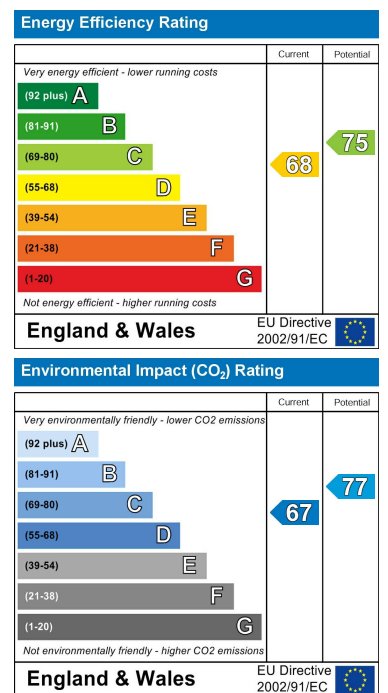 Energy Efficiency Rating
Current Potential
Very energy efficient - lower running costs
(92 plus) A
(81-91) B
(69-80) C
(55-68) D
(39-54) E
(21-38) F
(1-20) G
68
75
Not energy efficient - higher running costs
England & Wales
EU Directive
2002/91/EC
Environmental Impact (CO₂) Rating
Current Potential
Very environmentally friendly - lower CO2 emissions
(92 plus) A
(81-91) B
(69-80) C
(55-68) D
(39-54) E
(21-38) F
(1-20) G
67
77
Not environmentally friendly - higher CO2 emissions
England & Wales
EU Directive
2002/91/EC